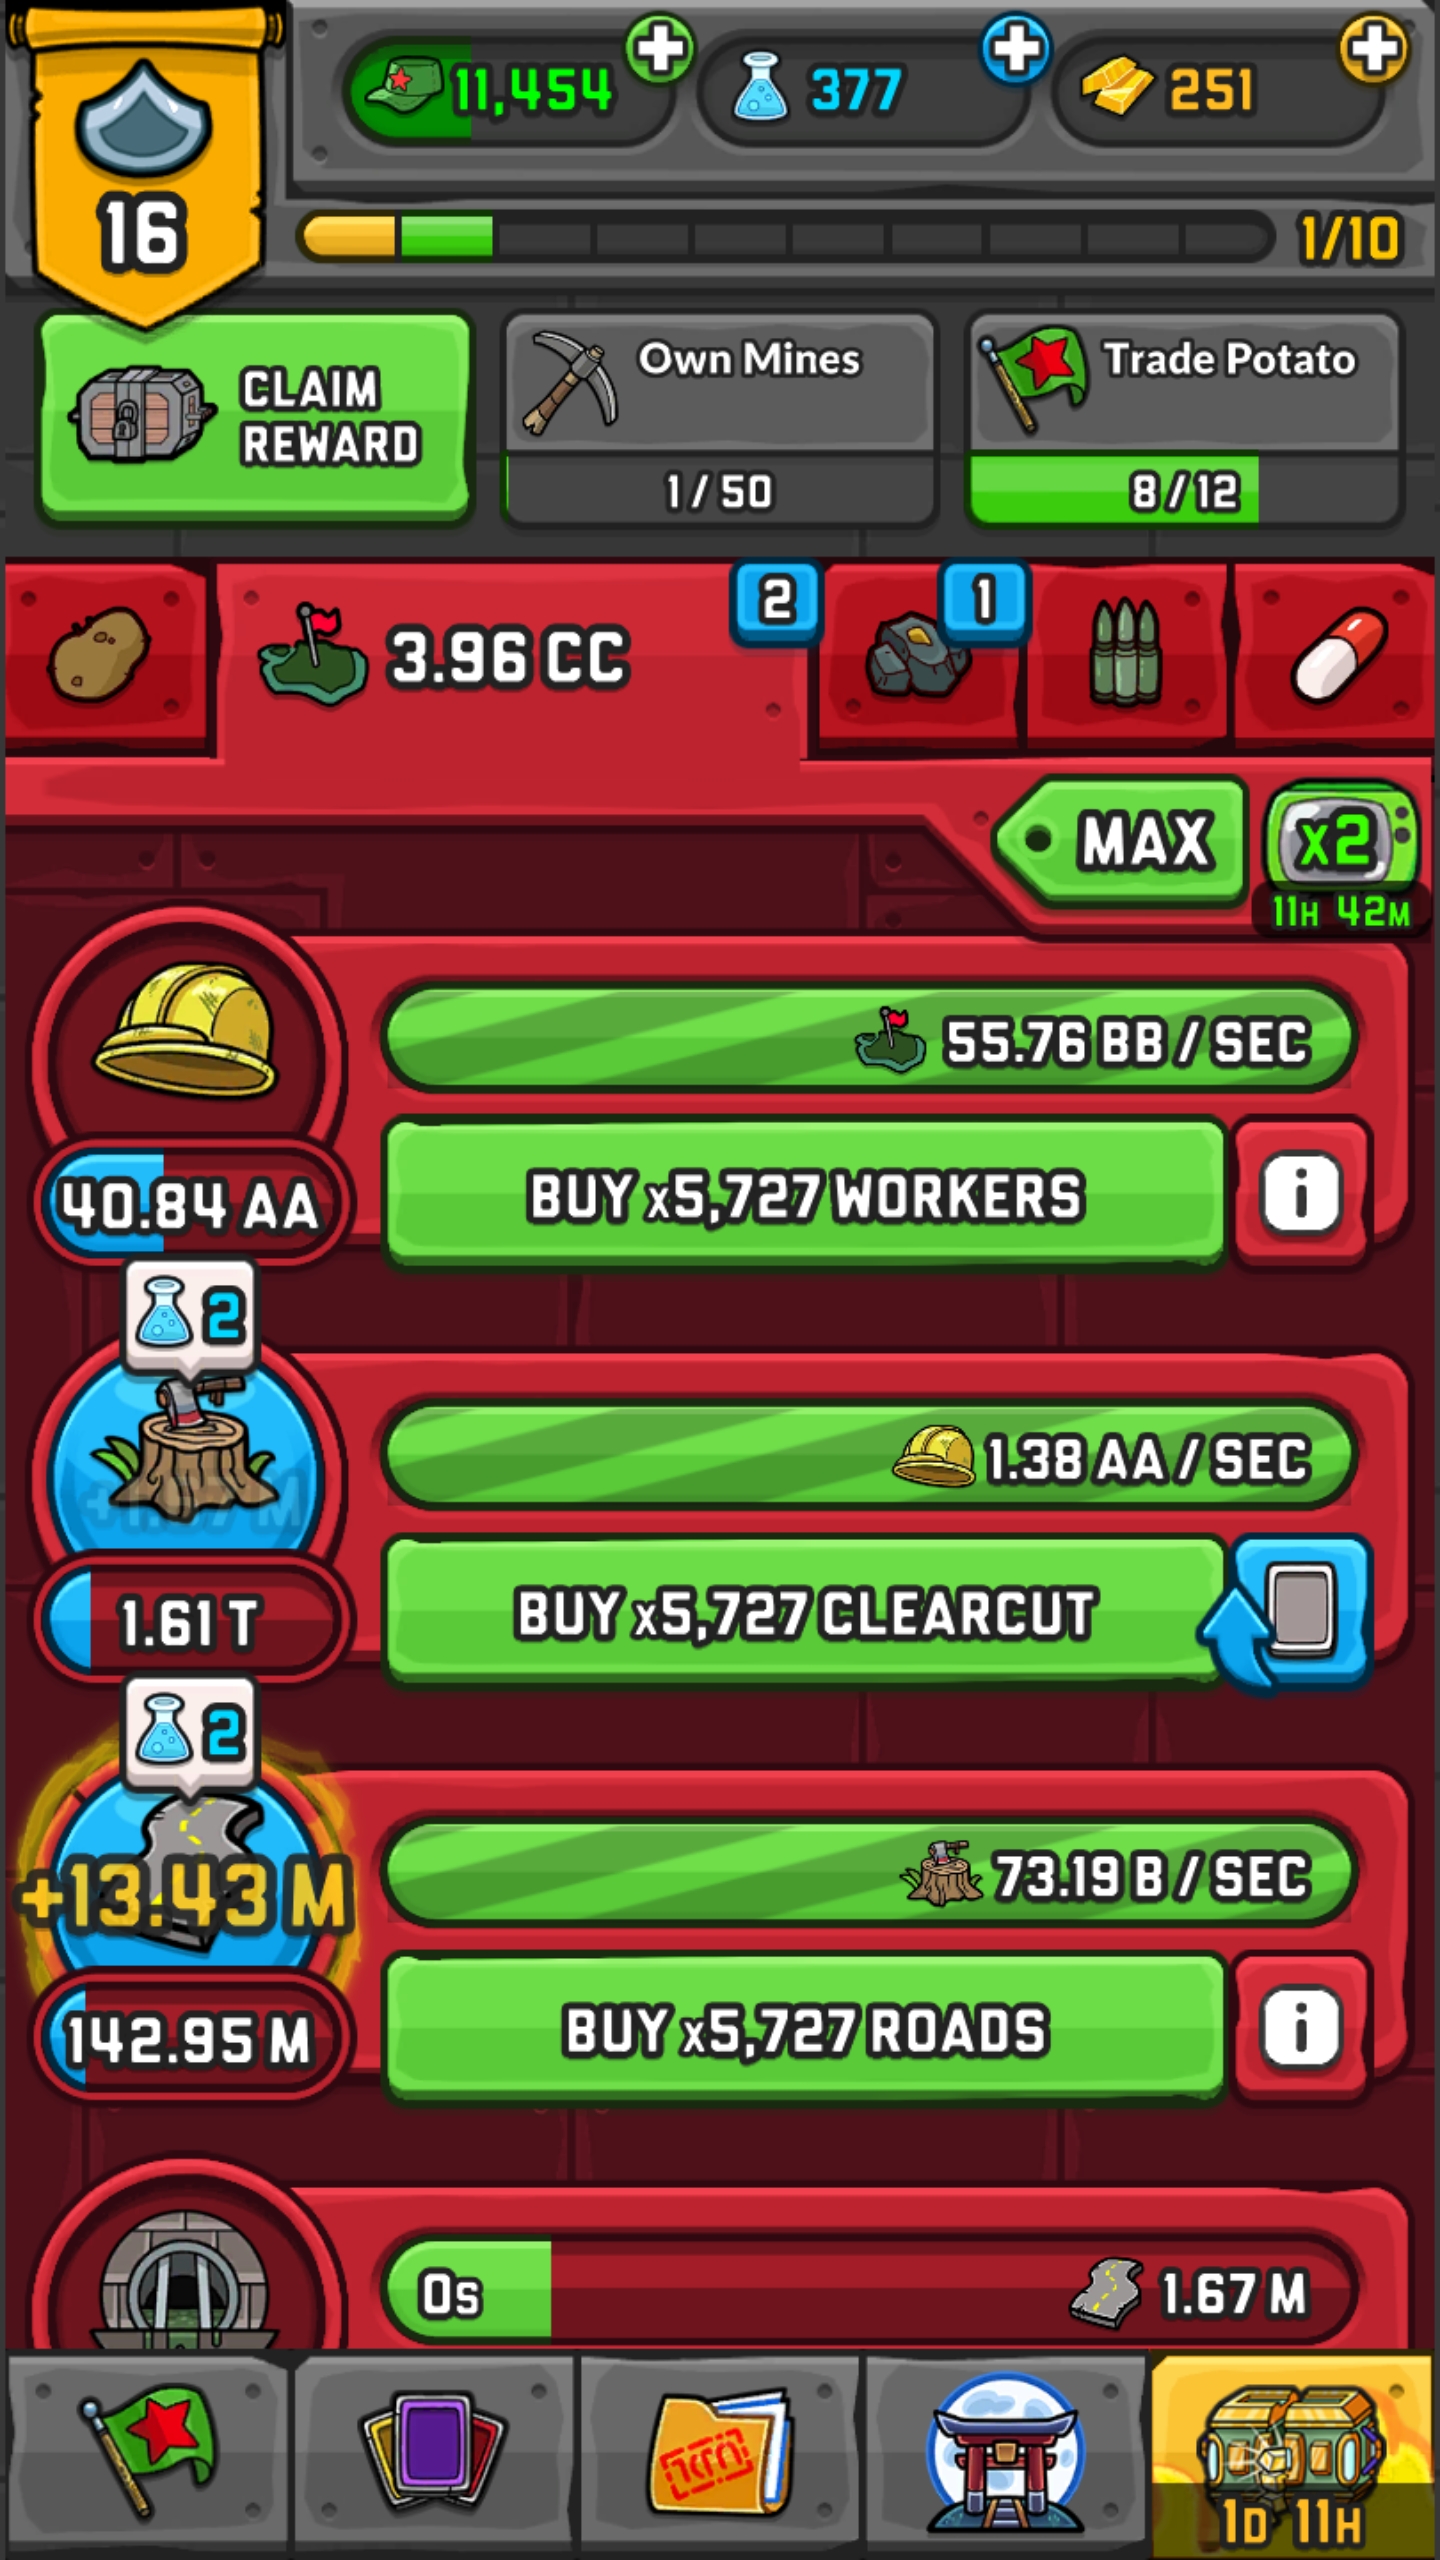 11,454
377
251
16
1/10
CLAIM
REWARD
Own Mines
1 / 50
Trade Potato
8 / 12
3.96 CC
2
1
MAX
x2
11H 42M
55.76 BB / SEC
40.84 AA
BUY x5,727 WORKERS
i
2
1.38 AA / SEC
1.61 T
BUY x5,727 CLEARCUT
2
+13.43 M
73.19 B / SEC
142.95 M
BUY x5,727 ROADS
i
0s
1.67 M
1D 11H